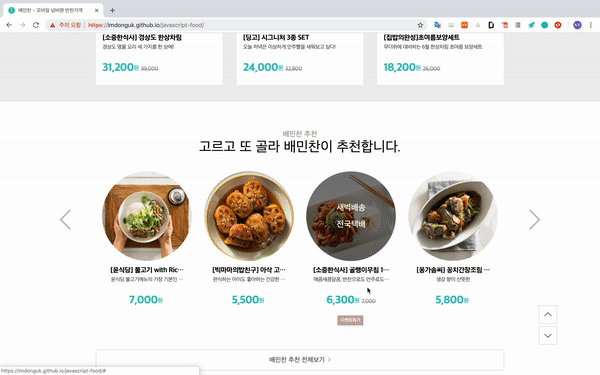 배민찬 - 모바일 넘버원 반찬가게
주의 요함
https://imdonguk.github.io/javascript-food/
[소중한식사] 경상도 한상차림
[딩고] 시그니처 3종 SET
[집밥의완성]초여름보양세트
경상도 명물 요리 세 가지를 한 상에!
오늘 저녁은 이상하게 안주빨을 세워보고 싶다!
무더위에 대비하는 6월 한상차림 초여름 보양세트
31,200원 39,000
24,000원 32,800
18,200원 26,000
배민찬 추천
고르고 또 골라 배민찬이 추천합니다.
새벽배송
전국택배
[윤식당] 불고기 with Ric...
[빅마마의밥친구] 아삭 고...
[소중한식사] 골뱅이무침 1...
[옹가솜씨] 꽁치간장조림 ...
윤식당 불고기메뉴의 가장 기본인 ...
편식하는 아이도 좋아하는 건강한 ...
매콤새콤달콤, 반찬으로도 안주로도...
생강 향이 산뜻한
7,000원
5,500원
6,300원 7,000
5,800원
이벤트특가
배민찬 추천 전체보기 >
https://imdonguk.github.io/javascript-food/#